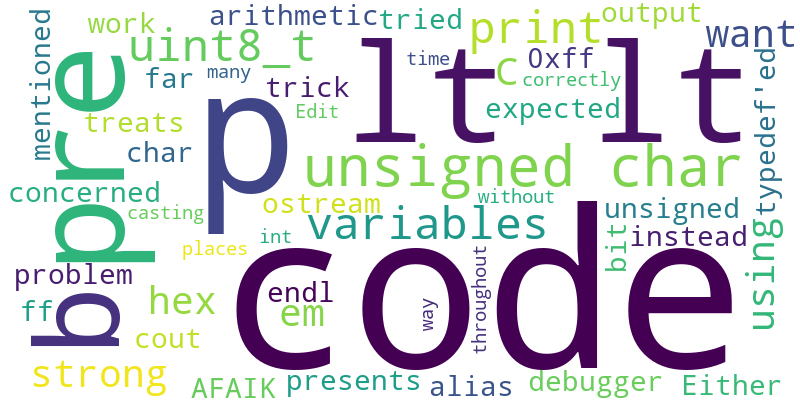 arithmetic
tried
output
work
print
want
mentioned
uint8_t
lt lt
time
far
many
0xff
C
correctly
trick
Edit
expected
typedef'ed
pre
p
treats
char
unsigned char
concerned
ostream
without
casting
variables
unsigned
places
int
bit
instead
using
problem
code
b
endl
hex
em
ff
way
throughout
cout
strong
AFAIK
presents
alias
debugger
Either